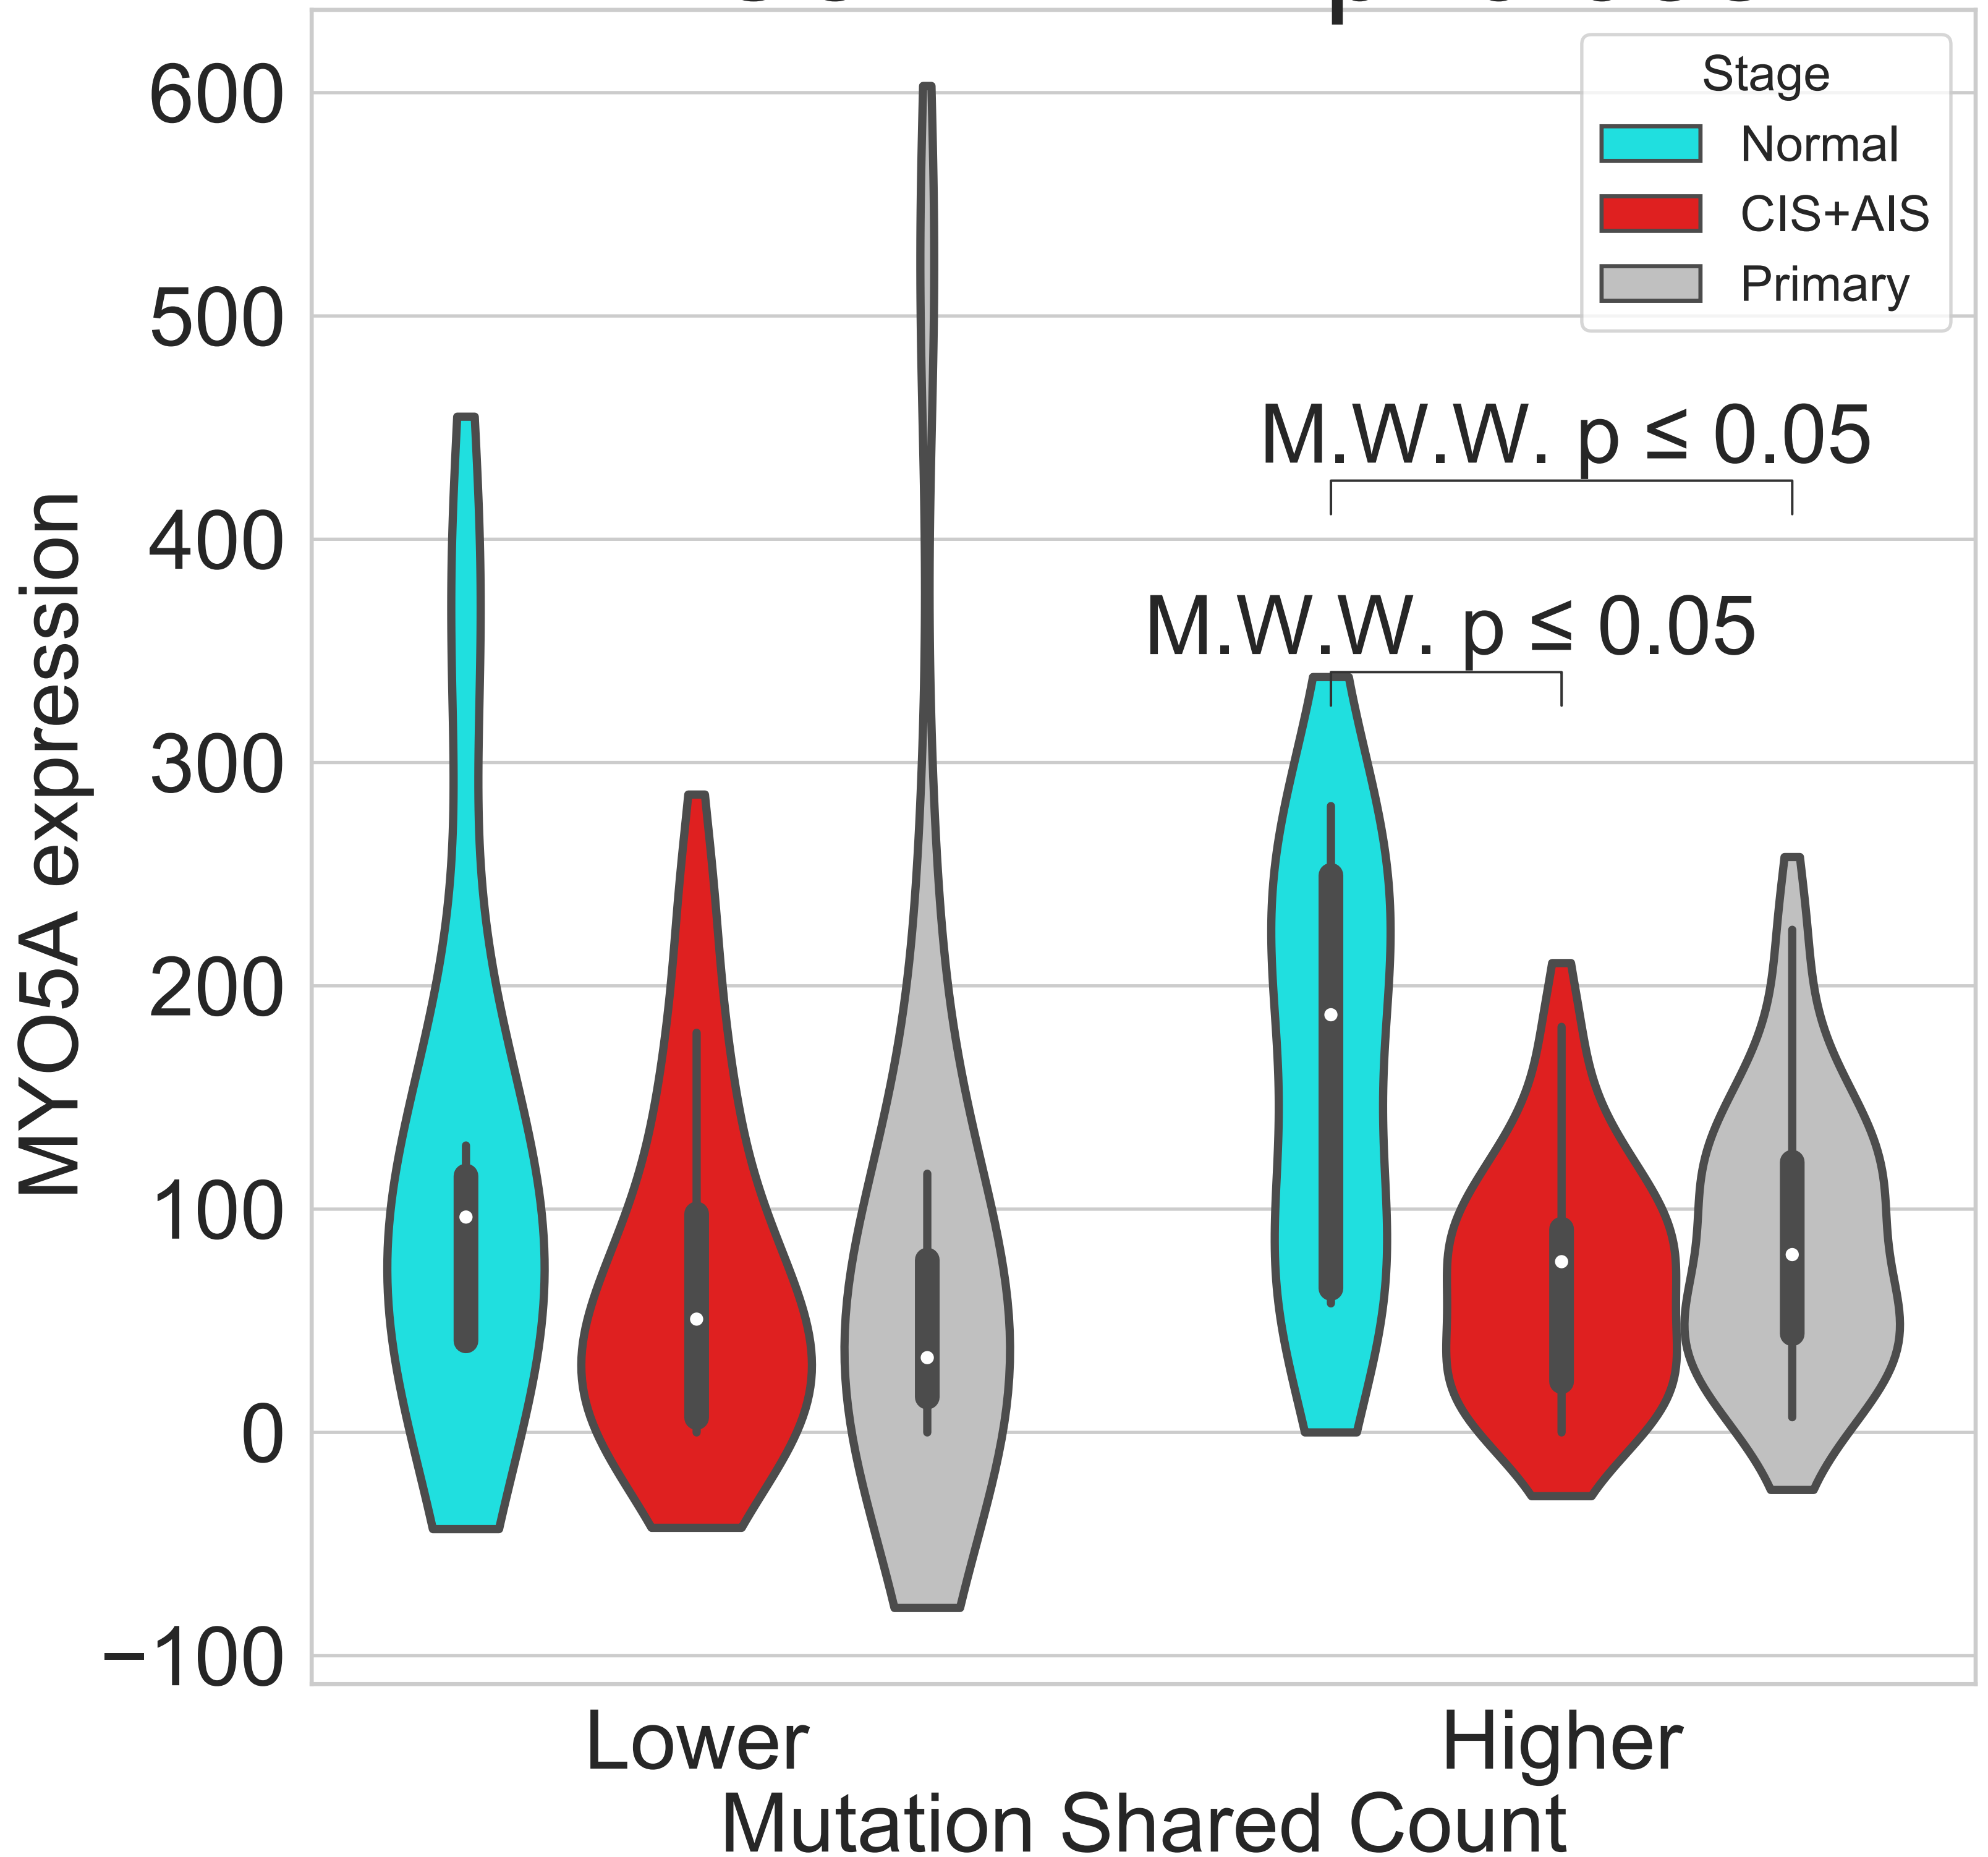 Stage
Normal
CIS+AIS
Primary
M.W.W. p ≤ 0.05
M.W.W. p ≤ 0.05
MYO5A expression
600
500
400
300
200
100
0
−100
Lower
Higher
Mutation Shared Count